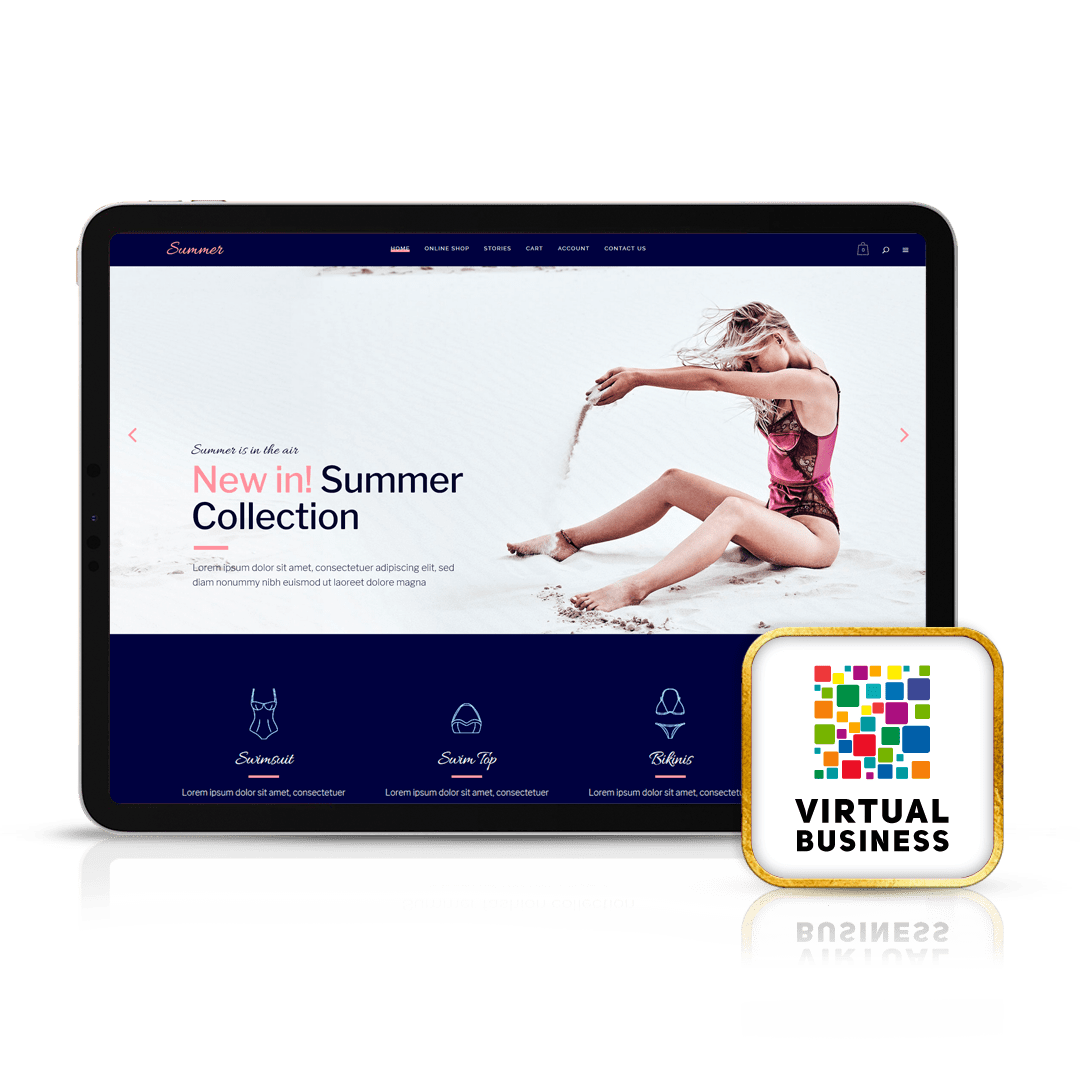 Summer
HOME ONLINE SHOP STORIES CART ACCOUNT CONTACT US
0
Summer is in the air
New in! Summer
Collection
Lorem ipsum dolor sit amet, consectetuer adipiscing elit, sed
diam nonummy nibh euismod ut laoreet dolore magna
Swimsuit
Swim Top
Bikinis
Lorem ipsum dolor sit amet, consectetuer
Lorem ipsum dolor sit amet, consectetuer
Lorem ipsum dolor sit amet, consectetu
VIRTUAL
BUSINESS